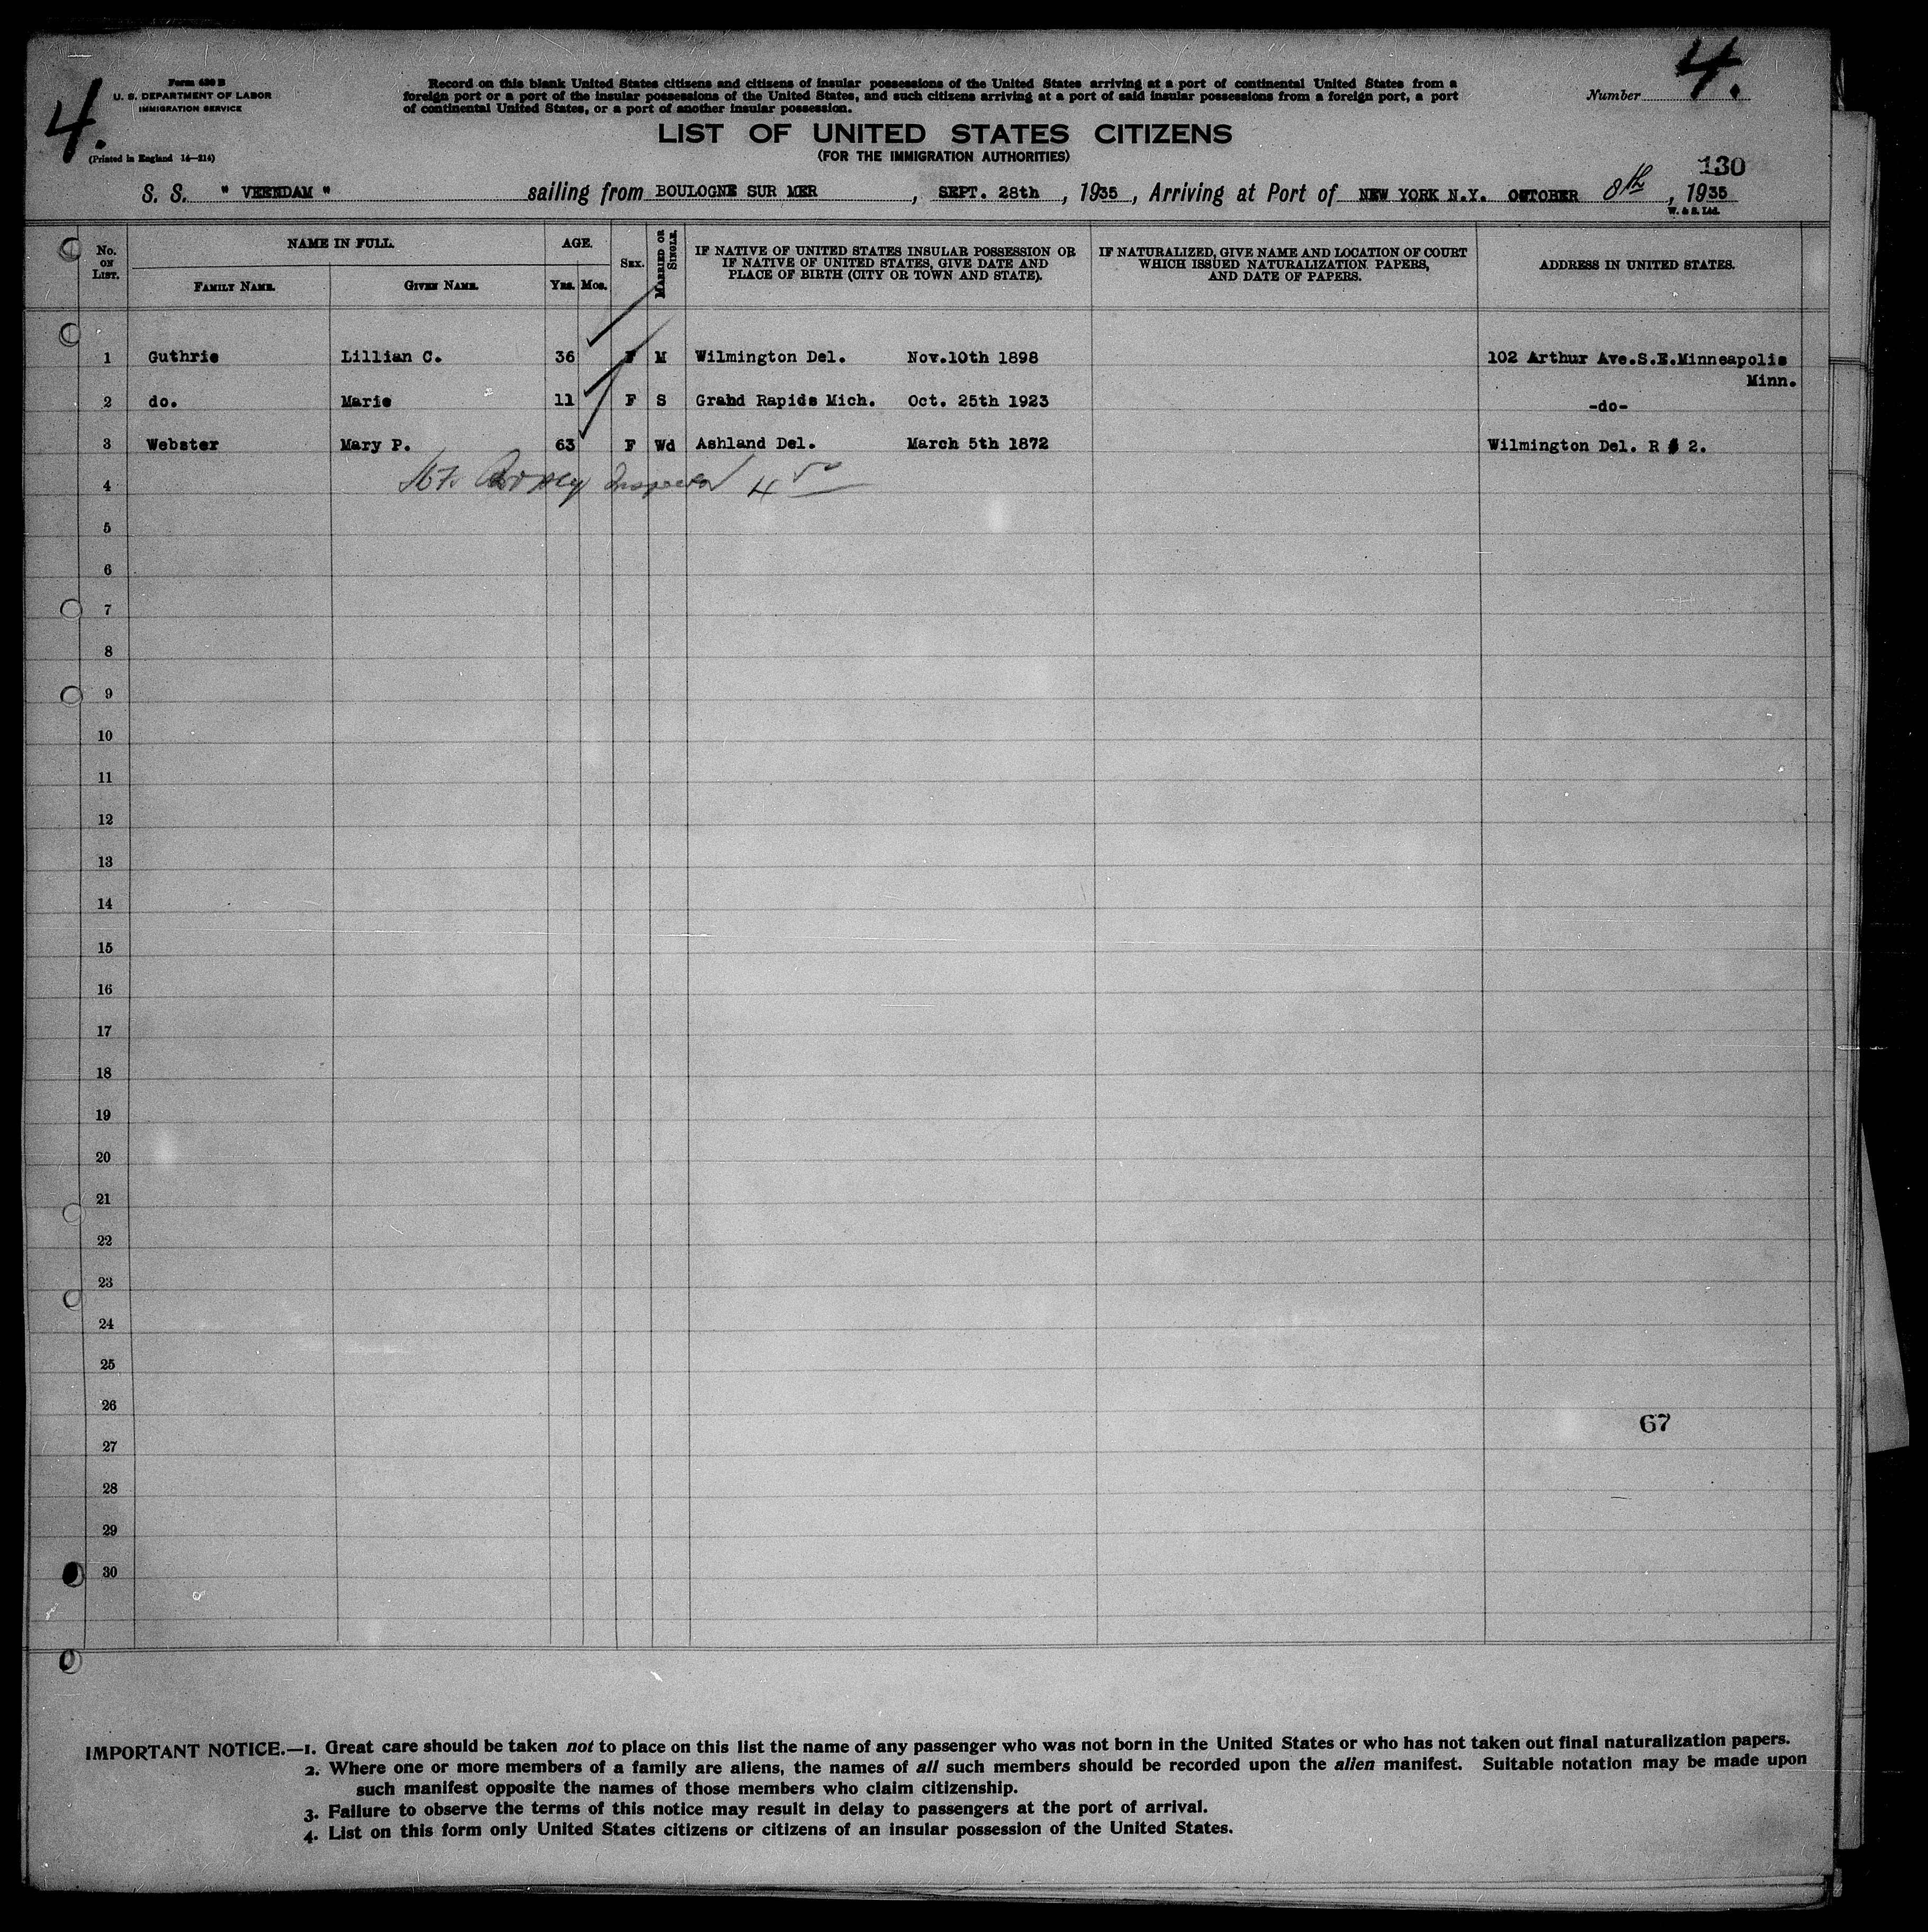 4.
Form 630 B
U. S. DEPARTMENT OF LABOR
IMMIGRATION SERVICE
(Printed in England 14—214)
Record on this blank United States citizens and citizens of insular possessions of the United States arriving at a port of continental United States from a
foreign port or a port of the insular possessions of the United States, and such citizens arriving at a port of said insular possessions from a foreign port, a port
of continental United States, or a port of another insular possession.
Number 4.
LIST OF UNITED STATES CITIZENS
(FOR THE IMMIGRATION AUTHORITIES)
130
S. S. " VEENDAM " sailing from BOULOGNE SUR MER , SEPT. 28th , 1935 , Arriving at Port of NEW YORK N.Y. OCTOBER 8th , 1935
W. & S. Ltd.
No. ON LIST. NAME IN FULL. AGE. SEX. MARRIED OR SINGLE. IF NATIVE OF UNITED STATES INSULAR POSSESSION OR IF NATIVE OF UNITED STATES, GIVE DATE AND PLACE OF BIRTH (CITY OR TOWN AND STATE). IF NATURALIZED, GIVE NAME AND LOCATION OF COURT WHICH ISSUED NATURALIZATION PAPERS, AND DATE OF PAPERS. ADDRESS IN UNITED STATES.
FAMILY NAME. GIVEN NAME. Yrs. Mos.
1 Guthrie Lillian C. 36 F M Wilmington Del. Nov.10th 1898 102 Arthur Ave.S.E.Minneapolis
Minn.
2 do. Marie 11 F S Grand Rapids Mich. Oct. 25th 1923 -do-
3 Webster Mary P. 63 F Wd Ashland Del. March 5th 1872 Wilmington Del. R # 2.
4 Inspector
5
6
7
8
9
10
11
12
13
14
15
16
17
18
19
20
21
22
23
24
25
26
67
27
28
29
30
IMPORTANT NOTICE.—1. Great care should be taken not to place on this list the name of any passenger who was not born in the United States or who has not taken out final naturalization papers.
2. Where one or more members of a family are aliens, the names of all such members should be recorded upon the alien manifest. Suitable notation may be made upon
such manifest opposite the names of those members who claim citizenship.
3. Failure to observe the terms of this notice may result in delay to passengers at the port of arrival.
4. List on this form only United States citizens or citizens of an insular possession of the United States.